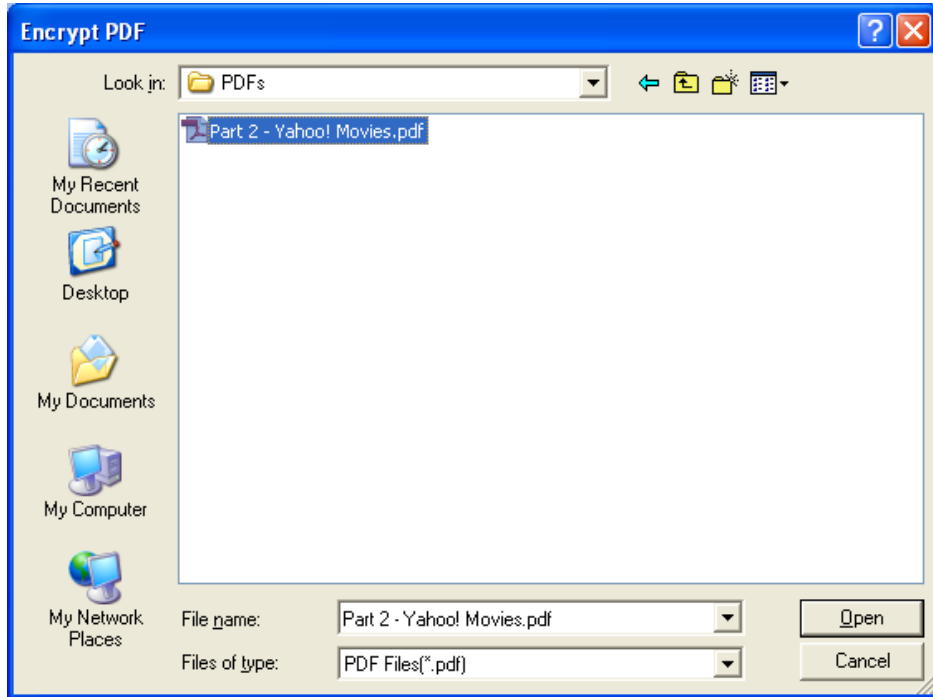 Encrypt PDF
Look in:
PDFs
Part 2 - Yahoo! Movies.pdf
My Recent
Documents
Desktop
My Documents
My Computer
My Network
Places
File name:
Part 2 - Yahoo! Movies.pdf
Open
Files of type:
PDF Files(*.pdf)
Cancel